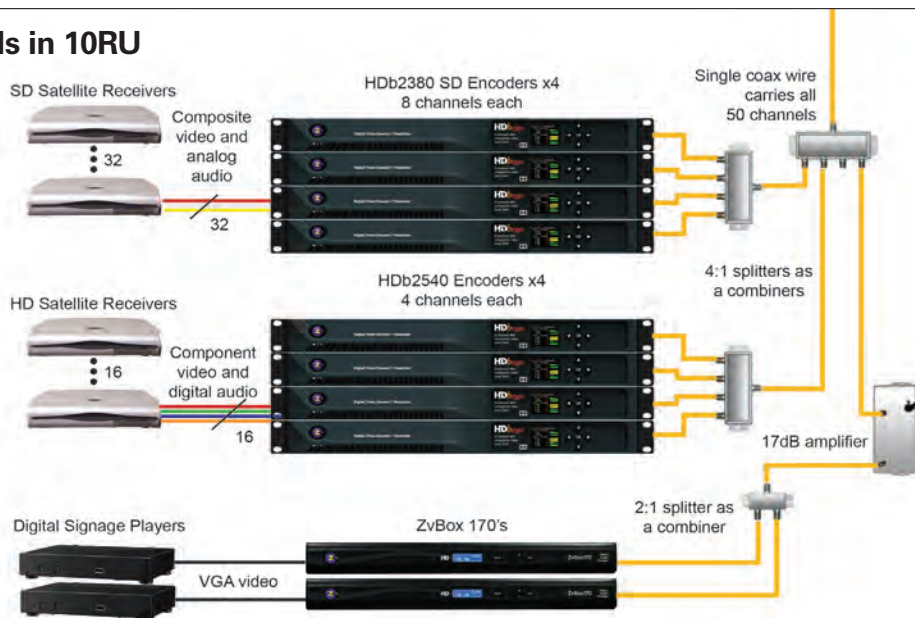 ls in 10RU
SD Satellite Receivers
32
Composite
video and
analog
audio
32
HDb2380 SD Encoders x4
8 channels each
Single coax wire
carries all
50 channels
4:1 splitters as
a combiners
HD Satellite Receivers
16
Component
video and
digital audio
16
HDb2540 Encoders x4
4 channels each
17dB amplifier
2:1 splitter as
a combiner
Digital Signage Players
VGA video
ZvBox 170's